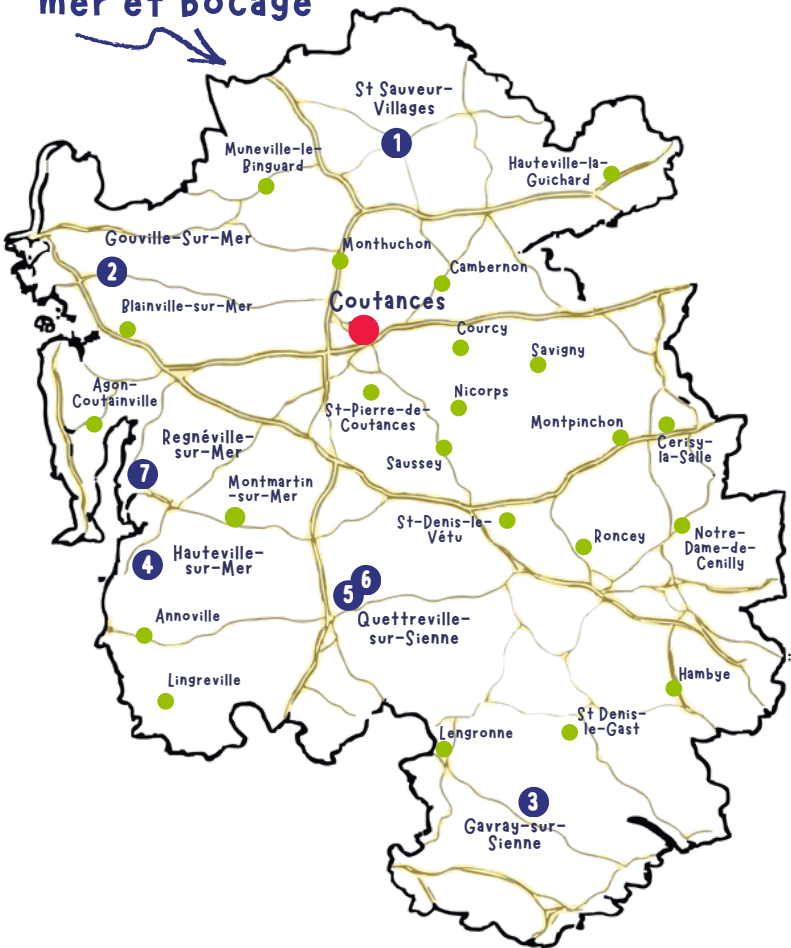 mer et bocage
St Sauveur-
Villages
1
Muneville-le-
Binguard
Hauteville-la-
Guichard
Gouville-Sur-Mer
Monthuchon
2
Cambernon
Blainville-sur-Mer
Coutances
Courcy
Savigny
Agon-
Coutainville
Nicorps
St-Pierre-de-
Coutances
Montpinchon
Cerisy-
la-Salle
Regnéville-
sur-Mer
Saussey
7
Montmartin
-sur-Mer
St-Denis-le-
Vêtu
Roncey
Notre-
Dame-de-
Cenilly
4
Hauteville-
sur-Mer
5
6
Annoville
Quettreville-
sur-Sienne
Lingreville
Hambye
Lengronne
St Denis-
le-Gast
3
Gavray-sur-
Sienne